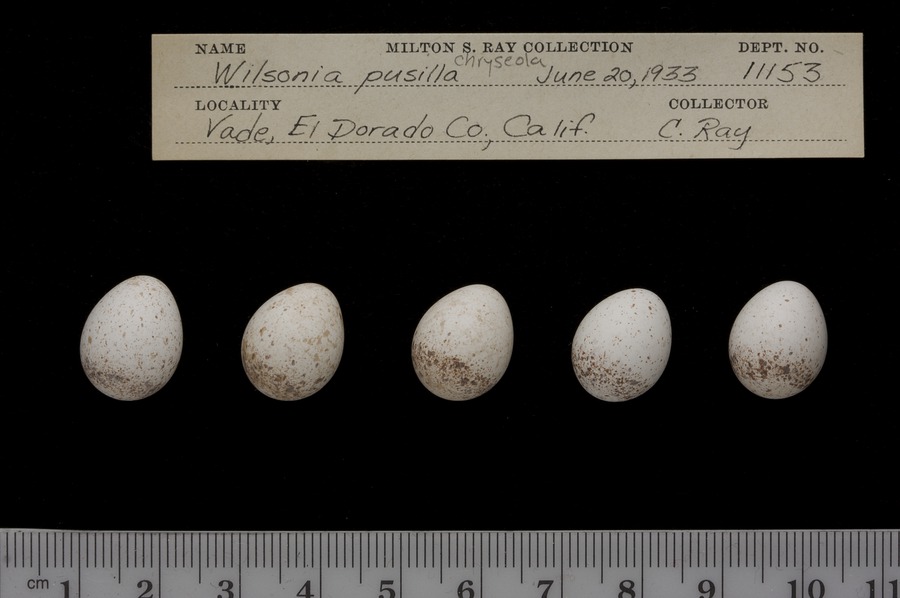 NAME MILTON S. RAY COLLECTION DEPT. NO.
chryseola
Wilsonia pusilla June 20, 1933 11153
LOCALITY COLLECTOR
Vade, El Dorado Co., Calif. C. Ray
cm 1 2 3 4 5 6 7 8 9 10 11